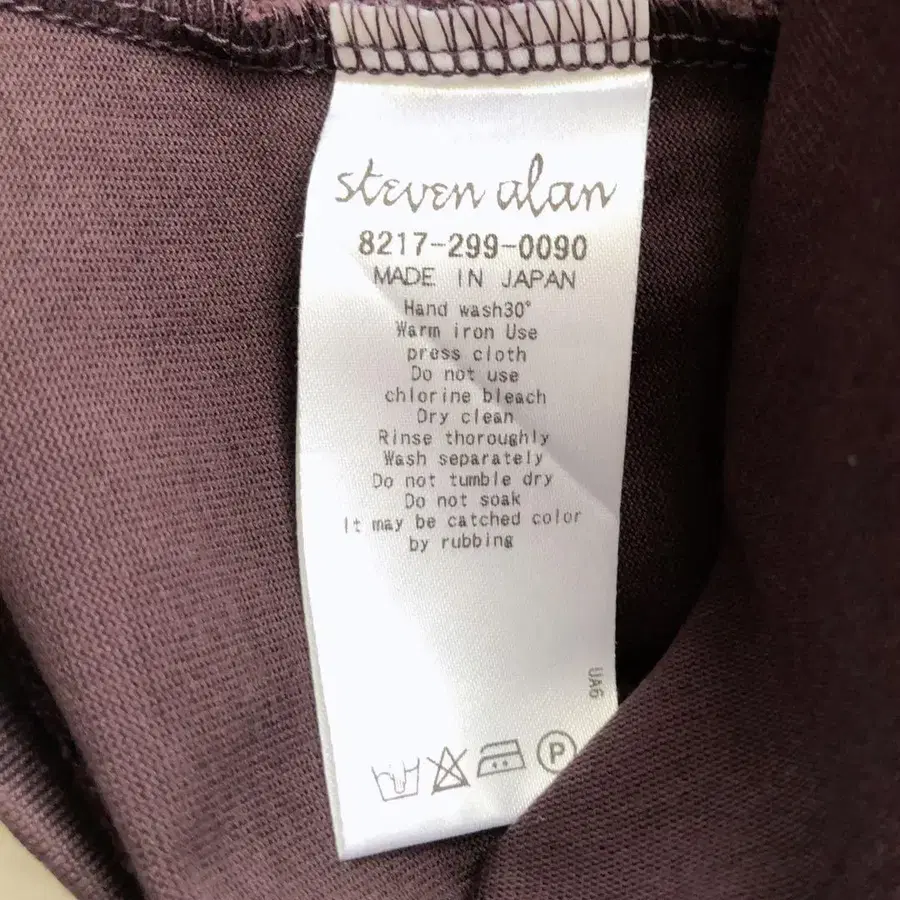 steven alan
8217-299-0090
MADE IN JAPAN
Hand wash30°
Warm iron Use
press cloth
Do not use
chlorine bleach
Dry clean
Rinse thoroughly
Wash separately
Do not tumble dry
Do not soak
It may be catched color
by rubbing
UA6
P